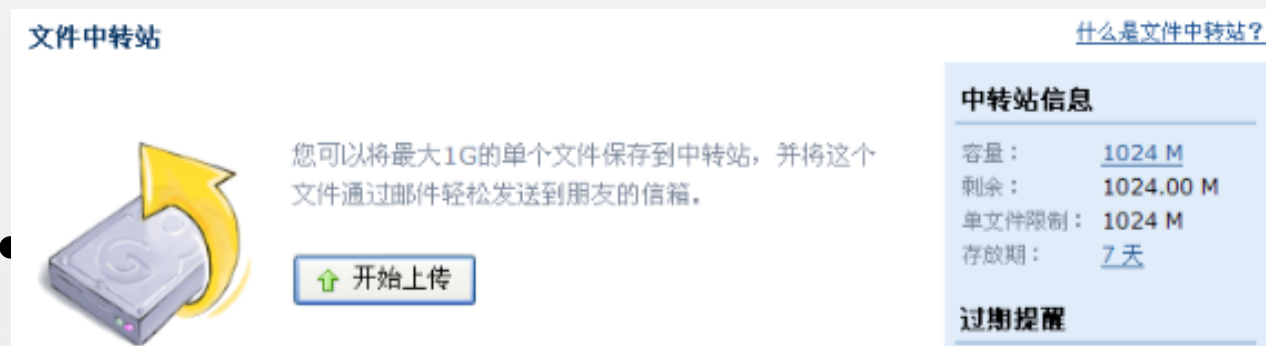 文件中转站
什么是文件中转站？
您可以将最大1G的单个文件保存到中转站，并将这个
文件通过邮件轻松发送到朋友的信箱。
开始上传
中转站信息
容量： 1024 M
剩余： 1024.00 M
单文件限制： 1024 M
存放期： 7 天
过期提醒